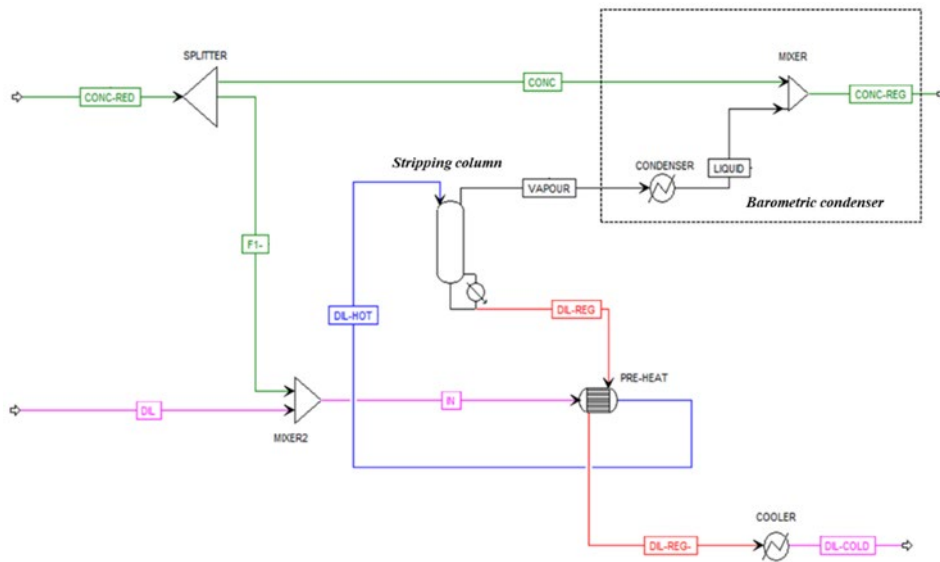 SPLITTER
MIXER
CONC-RED
CONC
CONC-REG
Stripping column
CONDENSER
VAPOUR
LIQUID
Barometric condenser
F1-
DIL-HOT
DIL-REG
PRE-HEAT
DIL
IN
MIXER2
COOLER
DIL-REG-
DIL-COLD